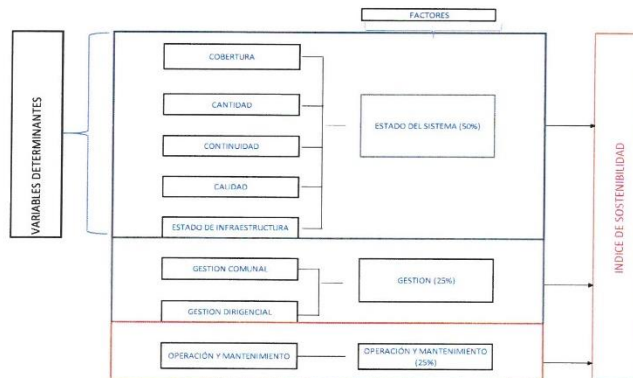 FACTORES
VARIABLES DETERMINANTES
COBERTURA
CANTIDAD
CONTINUIDAD
CALIDAD
ESTADO DE INFRAESTRUCTURA
ESTADO DEL SISTEMA (50%)
GESTION COMUNAL
GESTION DIRIGENCIAL
GESTION (25%)
OPERACIÓN Y MANTENIMIENTO
OPERACIÓN Y MANTENIMIENTO
(25%)
INDICE DE SOSTENIBILIDAD